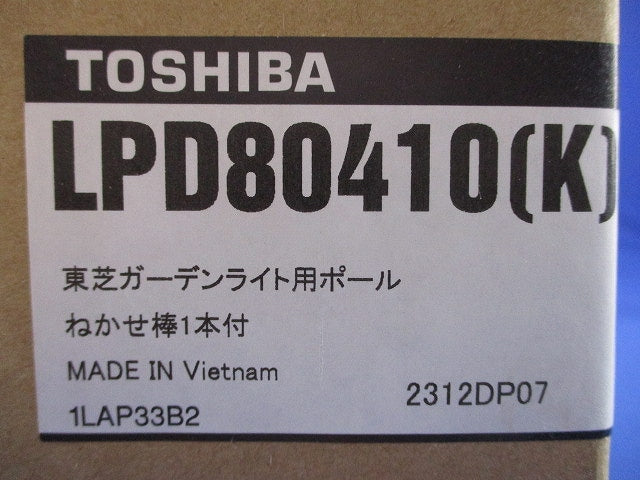 TOSHIBA
LPD80410(K)
東芝ガーデンライト用ポール
ねかせ棒1本付
MADE IN Vietnam
2312DP07
1LAP33B2